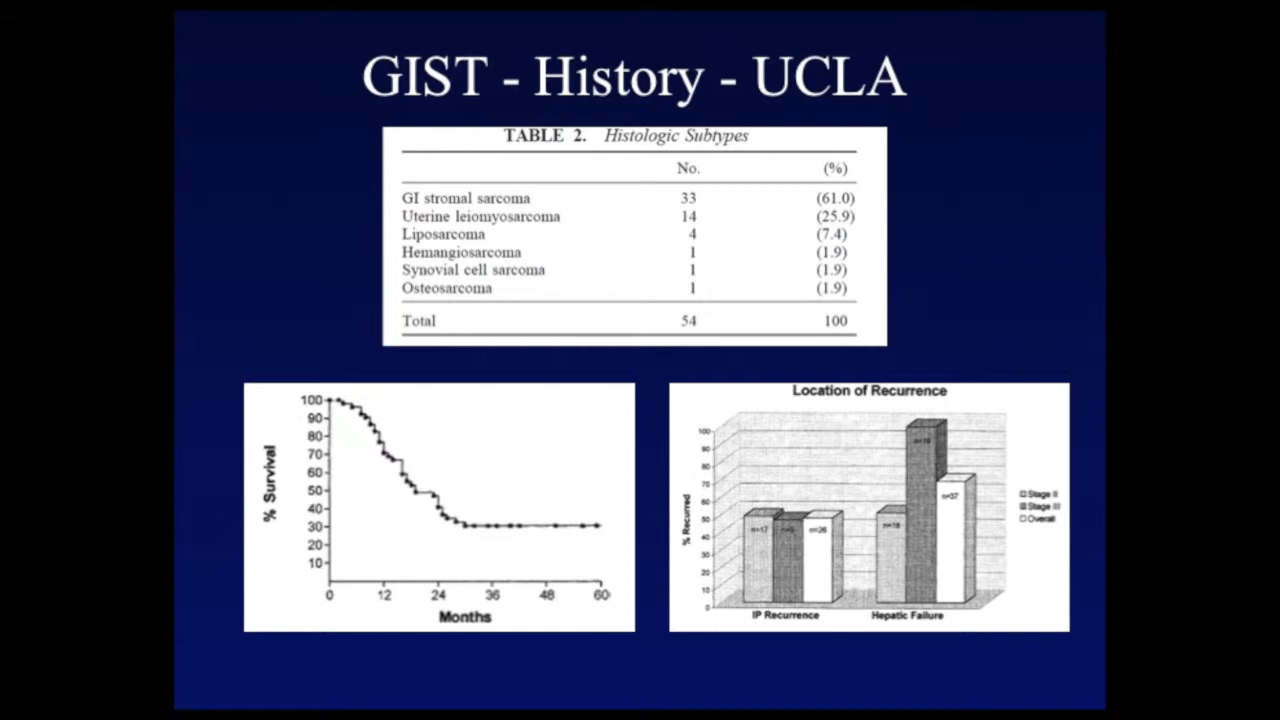 GIST - History - UCLA
TABLE 2. Histologic Subtypes
No. (%)
GI stromal sarcoma 33 (61.0)
Uterine leiomyosarcoma 14 (25.9)
Liposarcoma 4 (7.4)
Hemangiosarcoma 1 (1.9)
Synovial cell sarcoma 1 (1.9)
Osteosarcoma 1 (1.9)
Total 54 100
% Survival
100
90
80
70
60
50
40
30
20
10
0 12 24 36 48 60
Months
Location of Recurrence
% Recurred
100
90
80
70
60
50
40
30
20
10
0
n=17
n=26
n=18
n=37
IP Recurrence Hepatic Failure
Stage II
Stage III
Overall